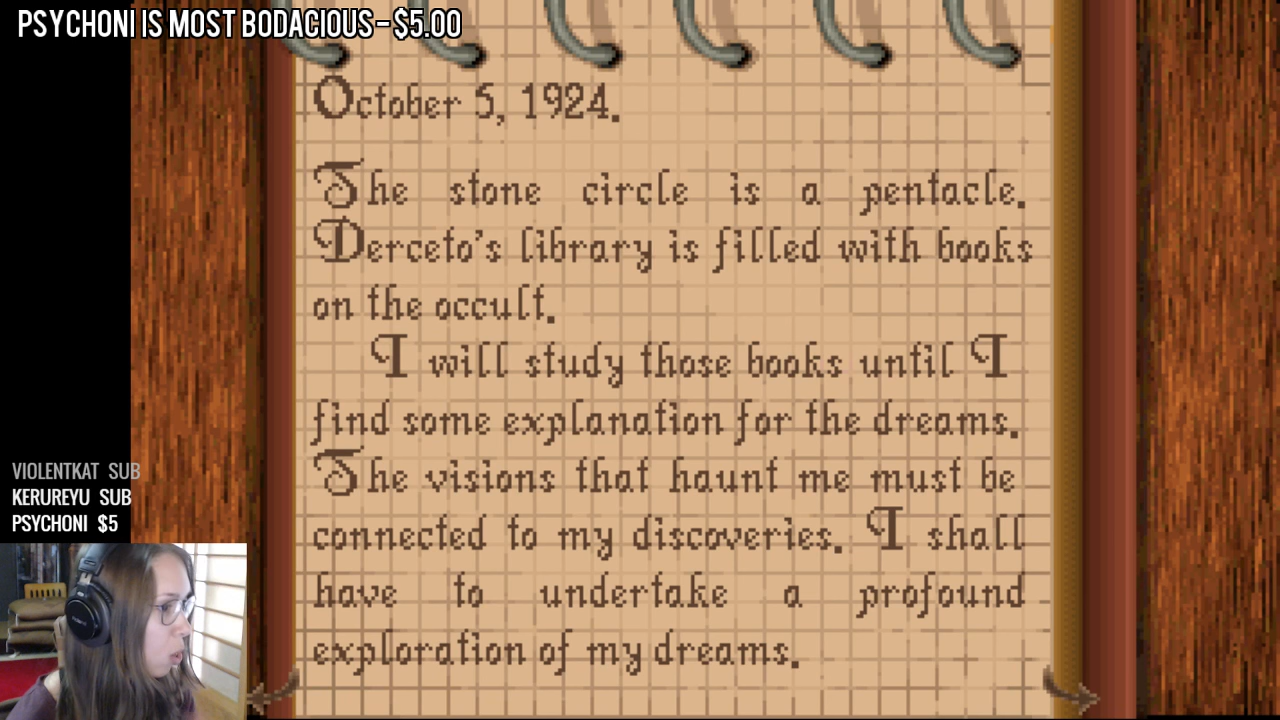 PSYCHONI IS MOST BODACIOUS - $5.00
October 5, 1924.
The stone circle is a pentacle.
Derceto's library is filled with books
on the occult.
I will study those books until I
find some explanation for the dreams.
The visions that haunt me must be
connected to my discoveries. I shall
have to undertake a profound
exploration of my dreams.
VIOLENTKAT SUB
KERUREYU SUB
PSYCHONI $5